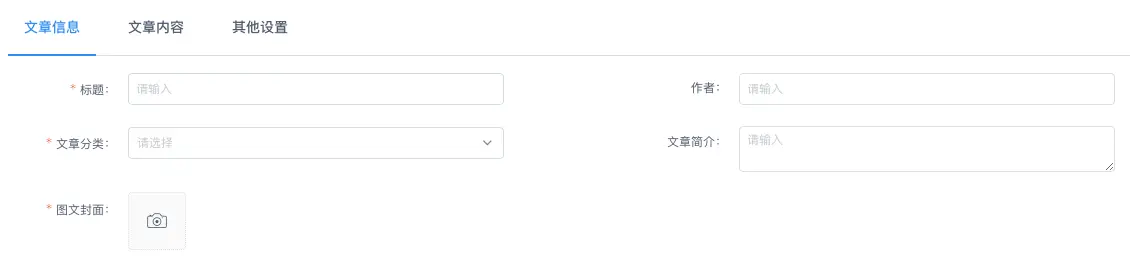 文章信息 文章内容 其他设置
* 标题： 请输入 作者： 请输入
* 文章分类： 请选择 文章简介： 请输入
* 图文封面：